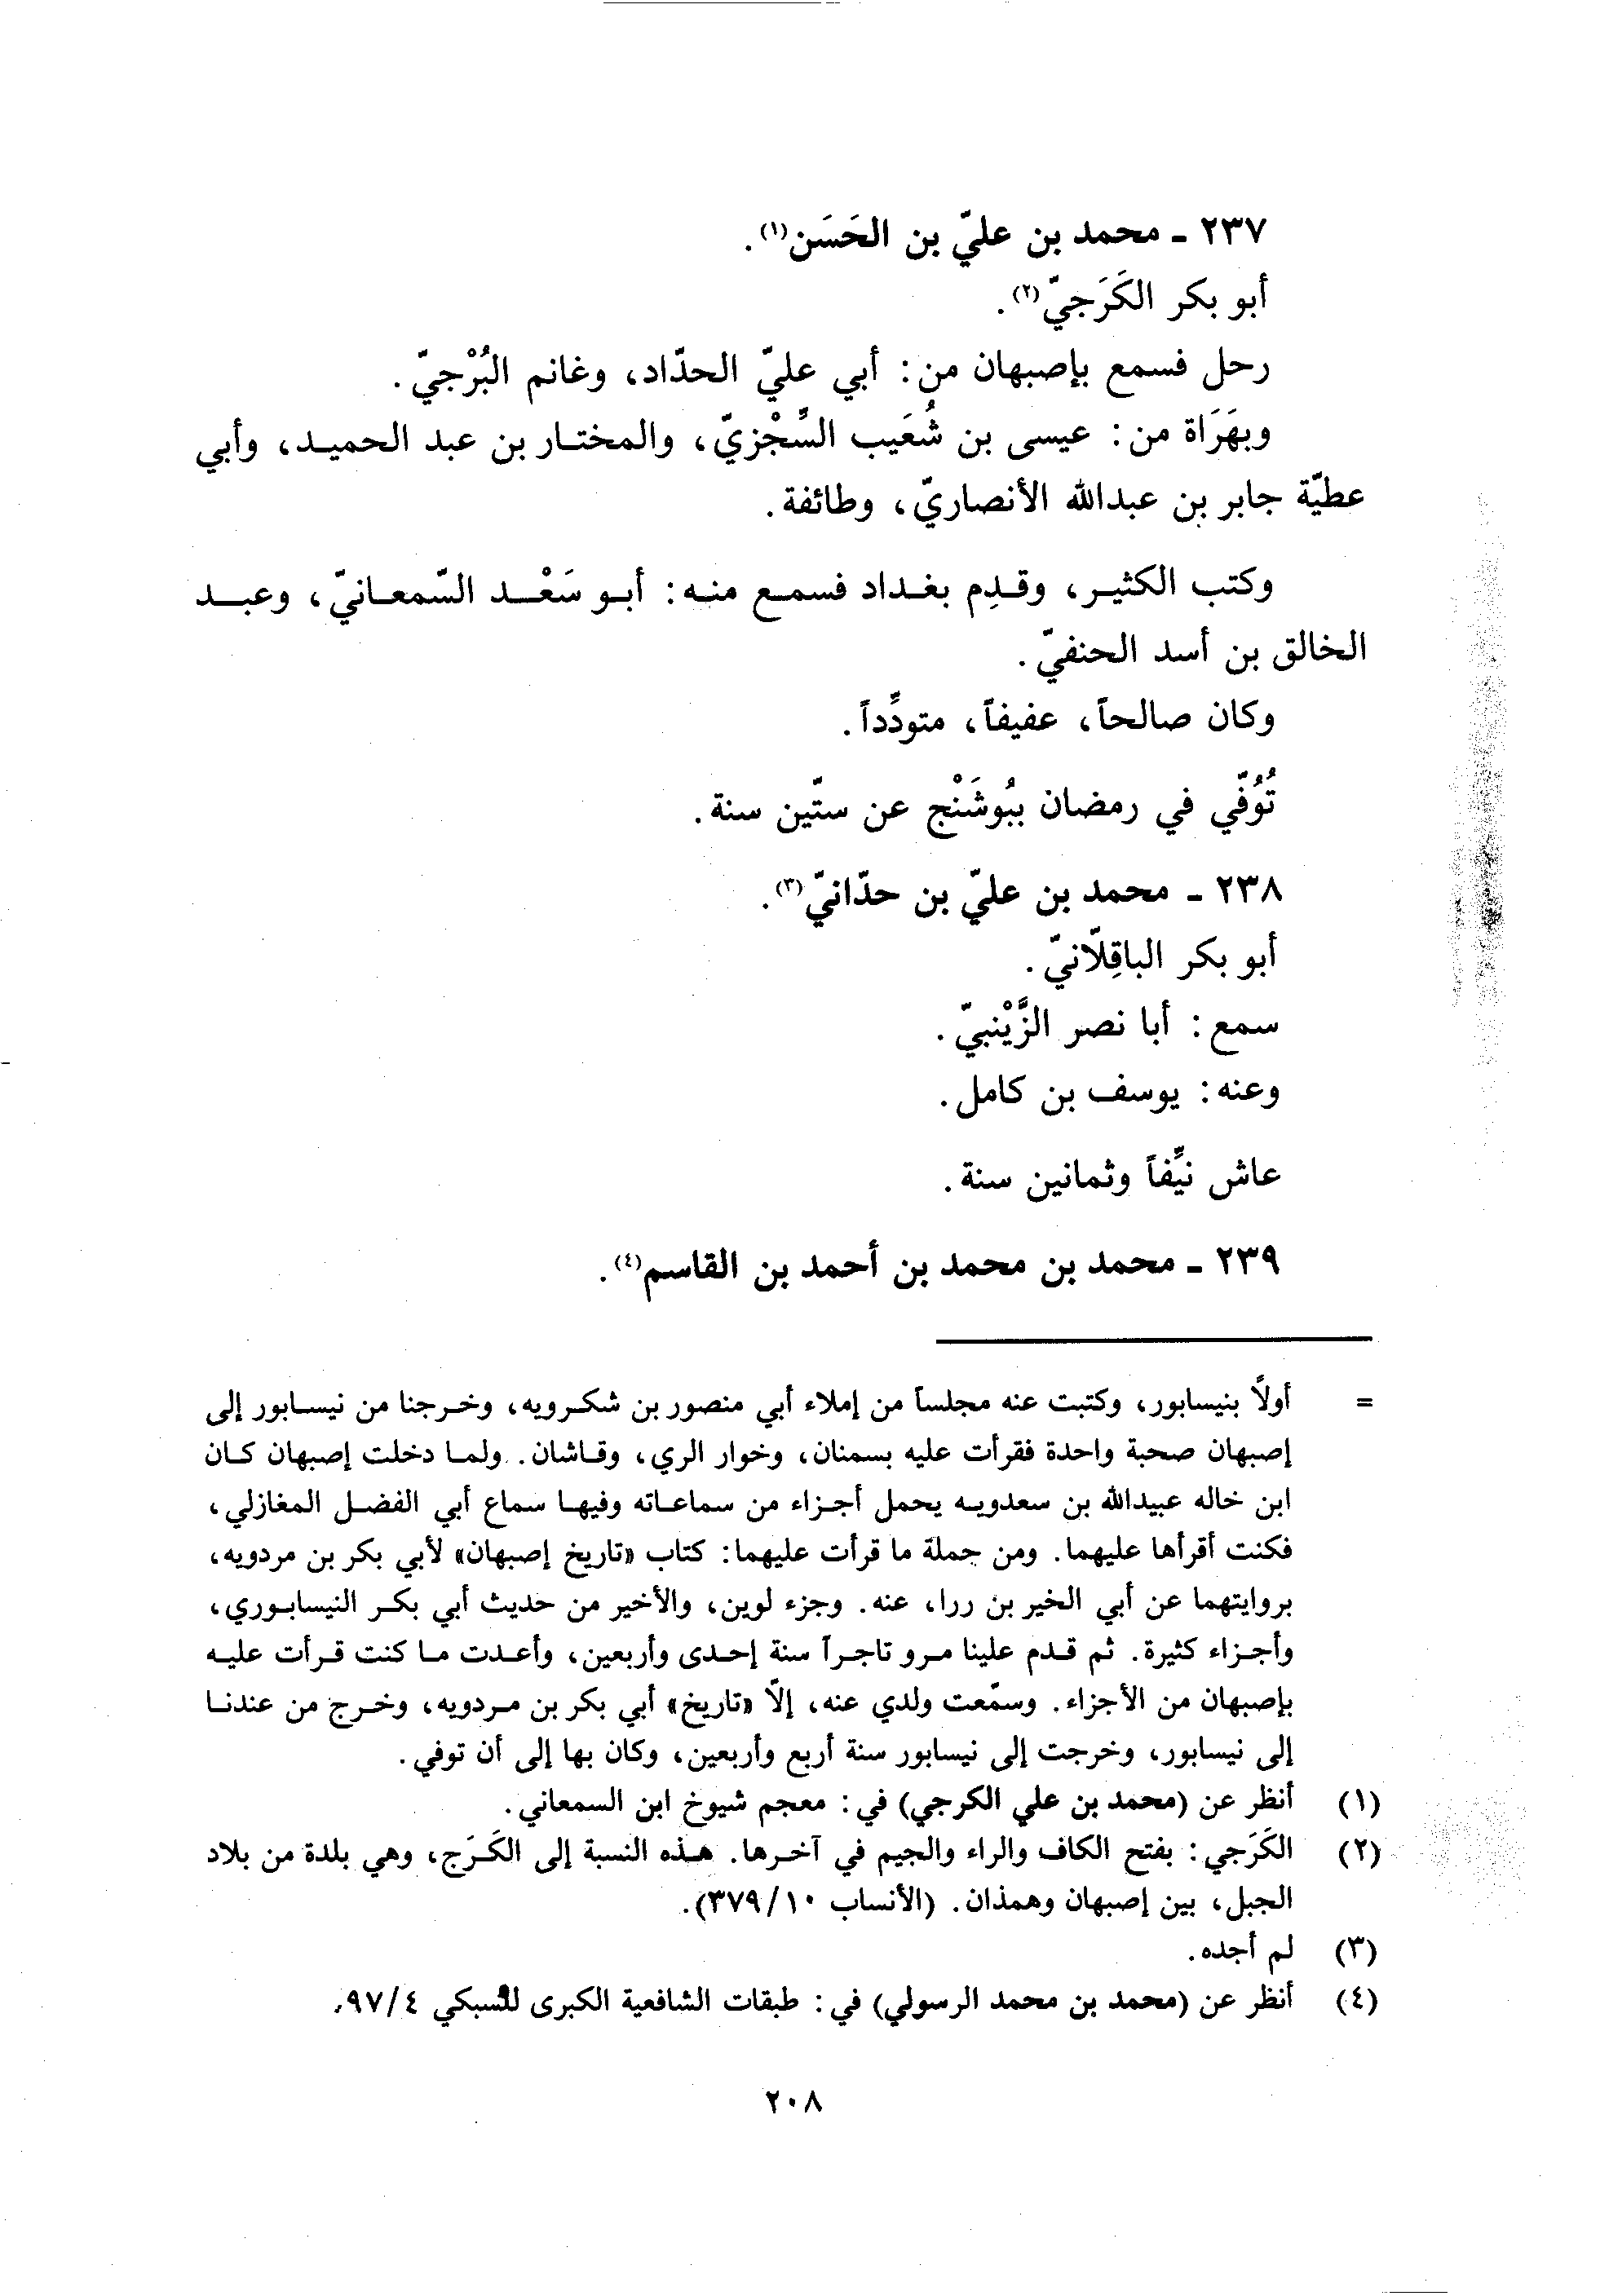 ٢٣٧ ـ محمد بن عليّ بن الحَسَن(١).
أبو بكر الكَرَجيّ(٢).
رحل فسمع بإصبهان من: أبي عليّ الحدّاد، وغانم البُرْجيّ.
وبهَرَاة من: عيسى بن شُعَيب السِّجْزيّ، والمختار بن عبد الحميد، وأبي
عطيّة جابر بن عبدالله الأنصاريّ، وطائفة.
وكتب الكثير، وقدِم بغداد فسمع منه: أبو سَعْد السّمعانيّ، وعبد
الخالق بن أسد الحنفيّ.
وكان صالحاً، عفيفاً، متودِّداً.
تُوُفّي في رمضان ببُوشَنْج عن ستّين سنة.
٢٣٨ ـ محمد بن عليّ بن حدّانيّ(٣).
أبو بكر الباقِلّانيّ.
سمع: أبا نصر الزَّيْنبيّ.
وعنه: يوسف بن كامل.
عاش نيِّفاً وثمانين سنة.
٢٣٩ ـ محمد بن محمد بن أحمد بن القاسم(٤).
= أولاً بنيسابور، وكتبت عنه مجلساً من إملاء أبي منصور بن شكرويه، وخرجنا من نيسابور إلى
إصبهان صحبة واحدة فقرأت عليه بسمنان، وخوار الري، وقاشان. ولما دخلت إصبهان كان
ابن خاله عبيدالله بن سعدويه يحمل أجزاء من سماعاته وفيها سماع أبي الفضل المغازلي،
فكنت أقرأها عليهما. ومن جملة ما قرأت عليهما: كتاب «تاريخ إصبهان» لأبي بكر بن مردويه،
بروايتهما عن أبي الخير بن ررا، عنه. وجزء لوين، والأخير من حديث أبي بكر النيسابوري،
وأجزاء كثيرة. ثم قدم علينا مرو تاجراً سنة إحدى وأربعين، وأعدت ما كنت قرأت عليه
بإصبهان من الأجزاء. وسمّعت ولدي عنه، إلّا «تاريخ» أبي بكر بن مردويه، وخرج من عندنا
إلى نيسابور، وخرجت إلى نيسابور سنة أربع وأربعين، وكان بها إلى أن توفي.
(١) أنظر عن (محمد بن علي الكرجي) في: معجم شيوخ ابن السمعاني.
(٢) الكَرَجي: بفتح الكاف والراء والجيم في آخرها. هذه النسبة إلى الكَرَج، وهي بلدة من بلاد
الجبل، بين إصبهان وهمذان. (الأنساب ٣٧٩/١٠).
(٣) لم أجده.
(٤) أنظر عن (محمد بن محمد الرسولي) في: طبقات الشافعية الكبرى للسبكي ٩٧/٤،
٢٠٨